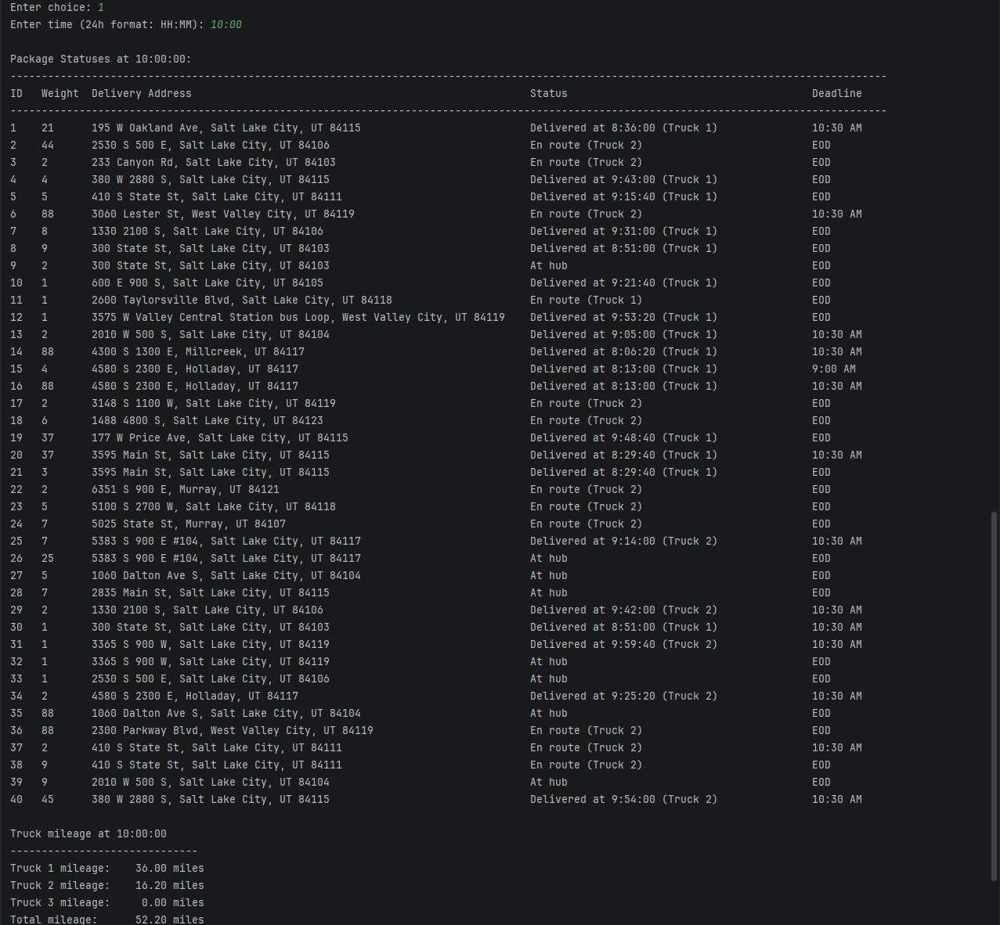 Enter choice: 1
Enter time (24h format: HH:MM): 10:00
Package Statuses at 10:00:00:
--------------------------------------------------------------------------------------------------------------------------------------------
ID   Weight  Delivery Address                                                      Status                                       Deadline
--------------------------------------------------------------------------------------------------------------------------------------------
1    21      195 W Oakland Ave, Salt Lake City, UT 84115                           Delivered at 8:36:00 (Truck 1)               10:30 AM
2    44      2530 S 500 E, Salt Lake City, UT 84106                                En route (Truck 2)                           EOD
3    2       233 Canyon Rd, Salt Lake City, UT 84103                               En route (Truck 2)                           EOD
4    4       380 W 2880 S, Salt Lake City, UT 84115                                Delivered at 9:43:00 (Truck 1)               EOD
5    5       410 S State St, Salt Lake City, UT 84111                              Delivered at 9:15:40 (Truck 1)               EOD
6    88      3060 Lester St, West Valley City, UT 84119                            En route (Truck 2)                           10:30 AM
7    8       1330 2100 S, Salt Lake City, UT 84106                                 Delivered at 9:31:00 (Truck 1)               EOD
8    9       300 State St, Salt Lake City, UT 84103                                Delivered at 8:51:00 (Truck 1)               EOD
9    2       300 State St, Salt Lake City, UT 84103                                At hub                                       EOD
10   1       600 E 900 S, Salt Lake City, UT 84105                                 Delivered at 9:21:40 (Truck 1)               EOD
11   1       2600 Taylorsville Blvd, Salt Lake City, UT 84118                      En route (Truck 1)                           EOD
12   1       3575 W Valley Central Station bus Loop, West Valley City, UT 84119    Delivered at 9:53:20 (Truck 1)               EOD
13   2       2010 W 500 S, Salt Lake City, UT 84104                                Delivered at 9:05:00 (Truck 1)               10:30 AM
14   88      4300 S 1300 E, Millcreek, UT 84117                                    Delivered at 8:06:20 (Truck 1)               10:30 AM
15   4       4580 S 2300 E, Holladay, UT 84117                                     Delivered at 8:13:00 (Truck 1)               9:00 AM
16   88      4580 S 2300 E, Holladay, UT 84117                                     Delivered at 8:13:00 (Truck 1)               10:30 AM
17   2       3148 S 1100 W, Salt Lake City, UT 84119                               En route (Truck 2)                           EOD
18   6       1488 4800 S, Salt Lake City, UT 84123                                 En route (Truck 2)                           EOD
19   37      177 W Price Ave, Salt Lake City, UT 84115                             Delivered at 9:48:40 (Truck 1)               EOD
20   37      3595 Main St, Salt Lake City, UT 84115                                Delivered at 8:29:40 (Truck 1)               10:30 AM
21   3       3595 Main St, Salt Lake City, UT 84115                                Delivered at 8:29:40 (Truck 1)               EOD
22   2       6351 S 900 E, Murray, UT 84121                                        En route (Truck 2)                           EOD
23   5       5100 S 2700 W, Salt Lake City, UT 84118                               En route (Truck 2)                           EOD
24   7       5025 State St, Murray, UT 84107                                       En route (Truck 2)                           EOD
25   7       5383 S 900 E #104, Salt Lake City, UT 84117                           Delivered at 9:14:00 (Truck 2)               10:30 AM
26   25      5383 S 900 E #104, Salt Lake City, UT 84117                           At hub                                       EOD
27   5       1060 Dalton Ave S, Salt Lake City, UT 84104                           At hub                                       EOD
28   7       2835 Main St, Salt Lake City, UT 84115                                At hub                                       EOD
29   2       1330 2100 S, Salt Lake City, UT 84106                                 Delivered at 9:42:00 (Truck 2)               10:30 AM
30   1       300 State St, Salt Lake City, UT 84103                                Delivered at 8:51:00 (Truck 1)               10:30 AM
31   1       3365 S 900 W, Salt Lake City, UT 84119                                Delivered at 9:59:40 (Truck 2)               10:30 AM
32   1       3365 S 900 W, Salt Lake City, UT 84119                                At hub                                       EOD
33   1       2530 S 500 E, Salt Lake City, UT 84106                                At hub                                       EOD
34   2       4580 S 2300 E, Holladay, UT 84117                                     Delivered at 9:25:20 (Truck 2)               10:30 AM
35   88      1060 Dalton Ave S, Salt Lake City, UT 84104                           At hub                                       EOD
36   88      2300 Parkway Blvd, West Valley City, UT 84119                         En route (Truck 2)                           EOD
37   2       410 S State St, Salt Lake City, UT 84111                              En route (Truck 2)                           10:30 AM
38   9       410 S State St, Salt Lake City, UT 84111                              En route (Truck 2)                           EOD
39   9       2010 W 500 S, Salt Lake City, UT 84104                                At hub                                       EOD
40   45      380 W 2880 S, Salt Lake City, UT 84115                                Delivered at 9:54:00 (Truck 2)               10:30 AM
Truck mileage at 10:00:00
------------------------------
Truck 1 mileage:    36.00 miles
Truck 2 mileage:    16.20 miles
Truck 3 mileage:     0.00 miles
Total mileage:      52.20 miles